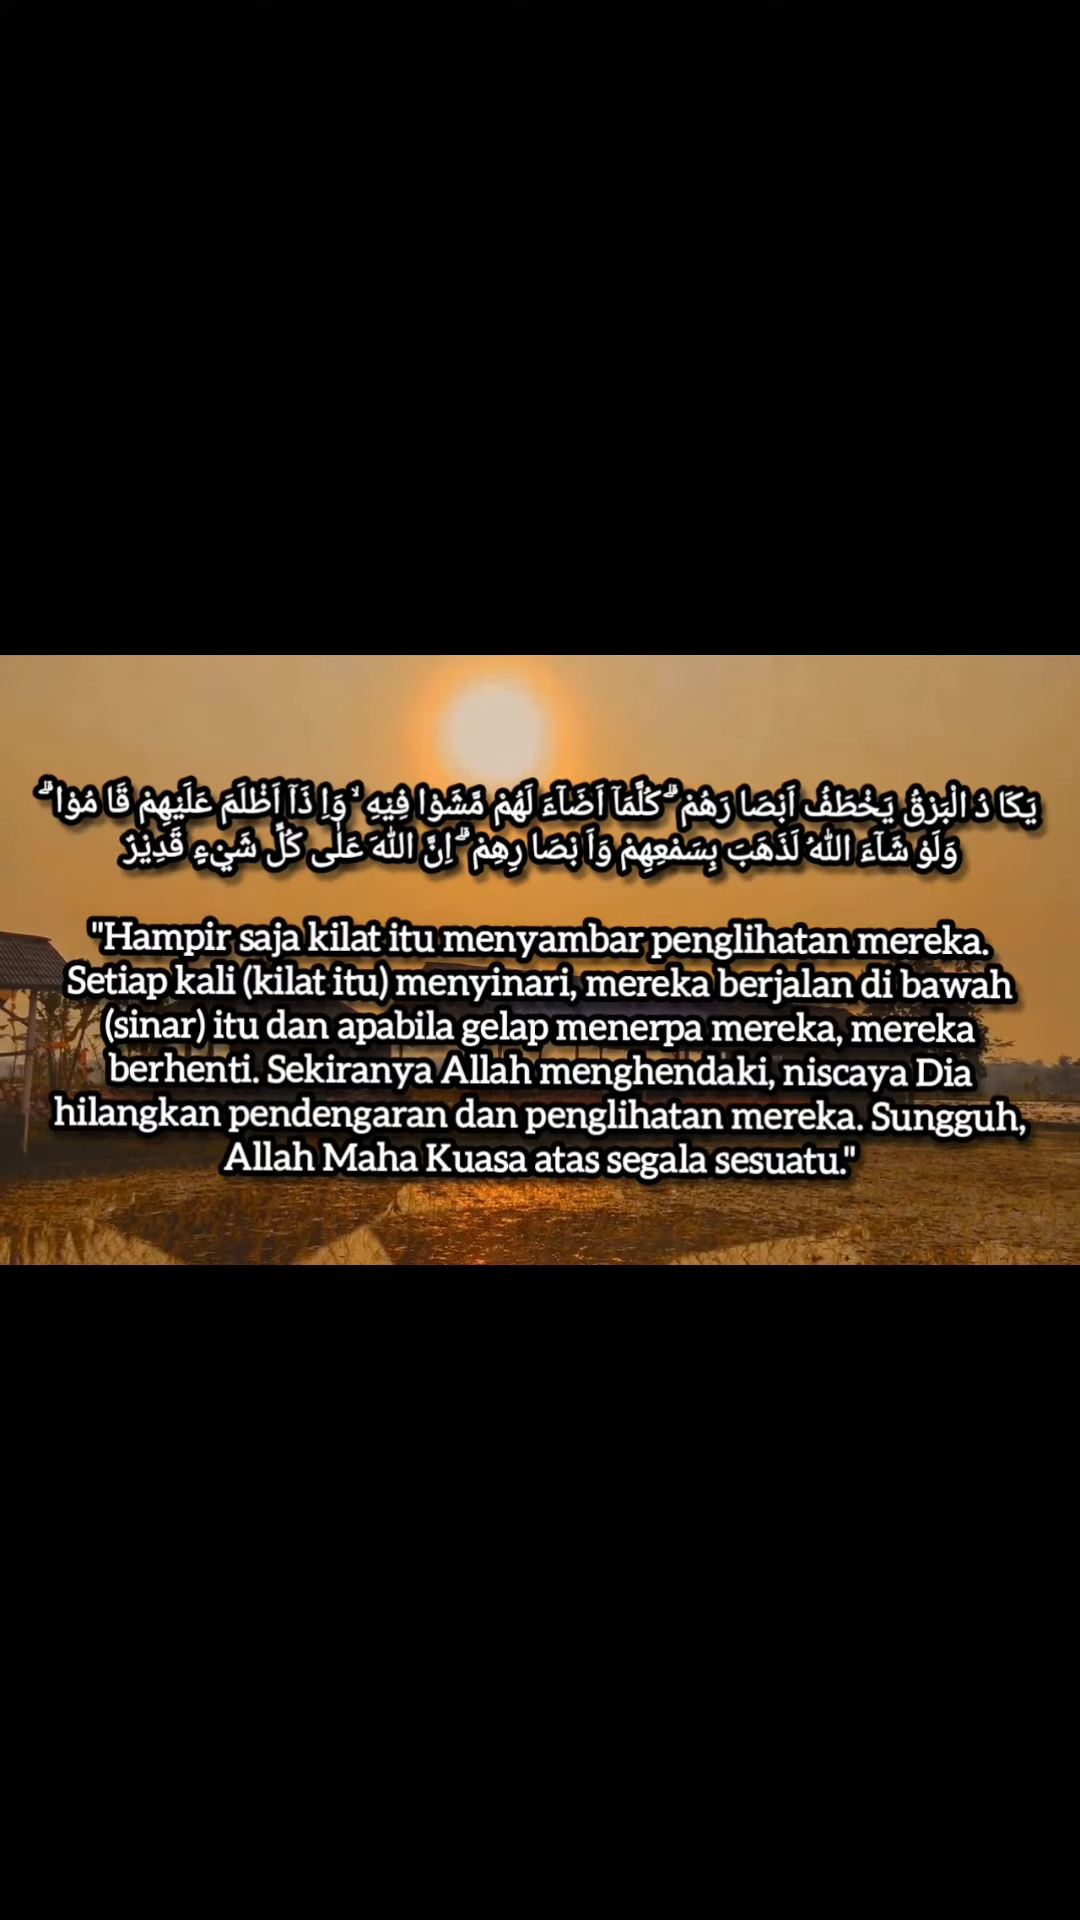 يَكَا دُ الْبَرْقُ يَخْطَفُ اَبْصَا رَهُمْ ۗ كُلَّمَاۤ اَضَآءَ لَهُمْ مَّشَوْا فِيْهِ ۙ وَاِ ذَاۤ اَظْلَمَ عَلَيْهِمْ قَا مُوْا ۗ
وَلَوْ شَآءَ اللّٰهُ لَذَهَبَ بِسَمْعِهِمْ وَاَ بْصَا رِهِمْ ۗ اِنَّ اللّٰهَ عَلٰى كُلِّ شَيْءٍ قَدِيْرٌ
"Hampir saja kilat itu menyambar penglihatan mereka.
Setiap kali (kilat itu) menyinari, mereka berjalan di bawah
(sinar) itu dan apabila gelap menerpa mereka, mereka
berhenti. Sekiranya Allah menghendaki, niscaya Dia
hilangkan pendengaran dan penglihatan mereka. Sungguh,
Allah Maha Kuasa atas segala sesuatu."